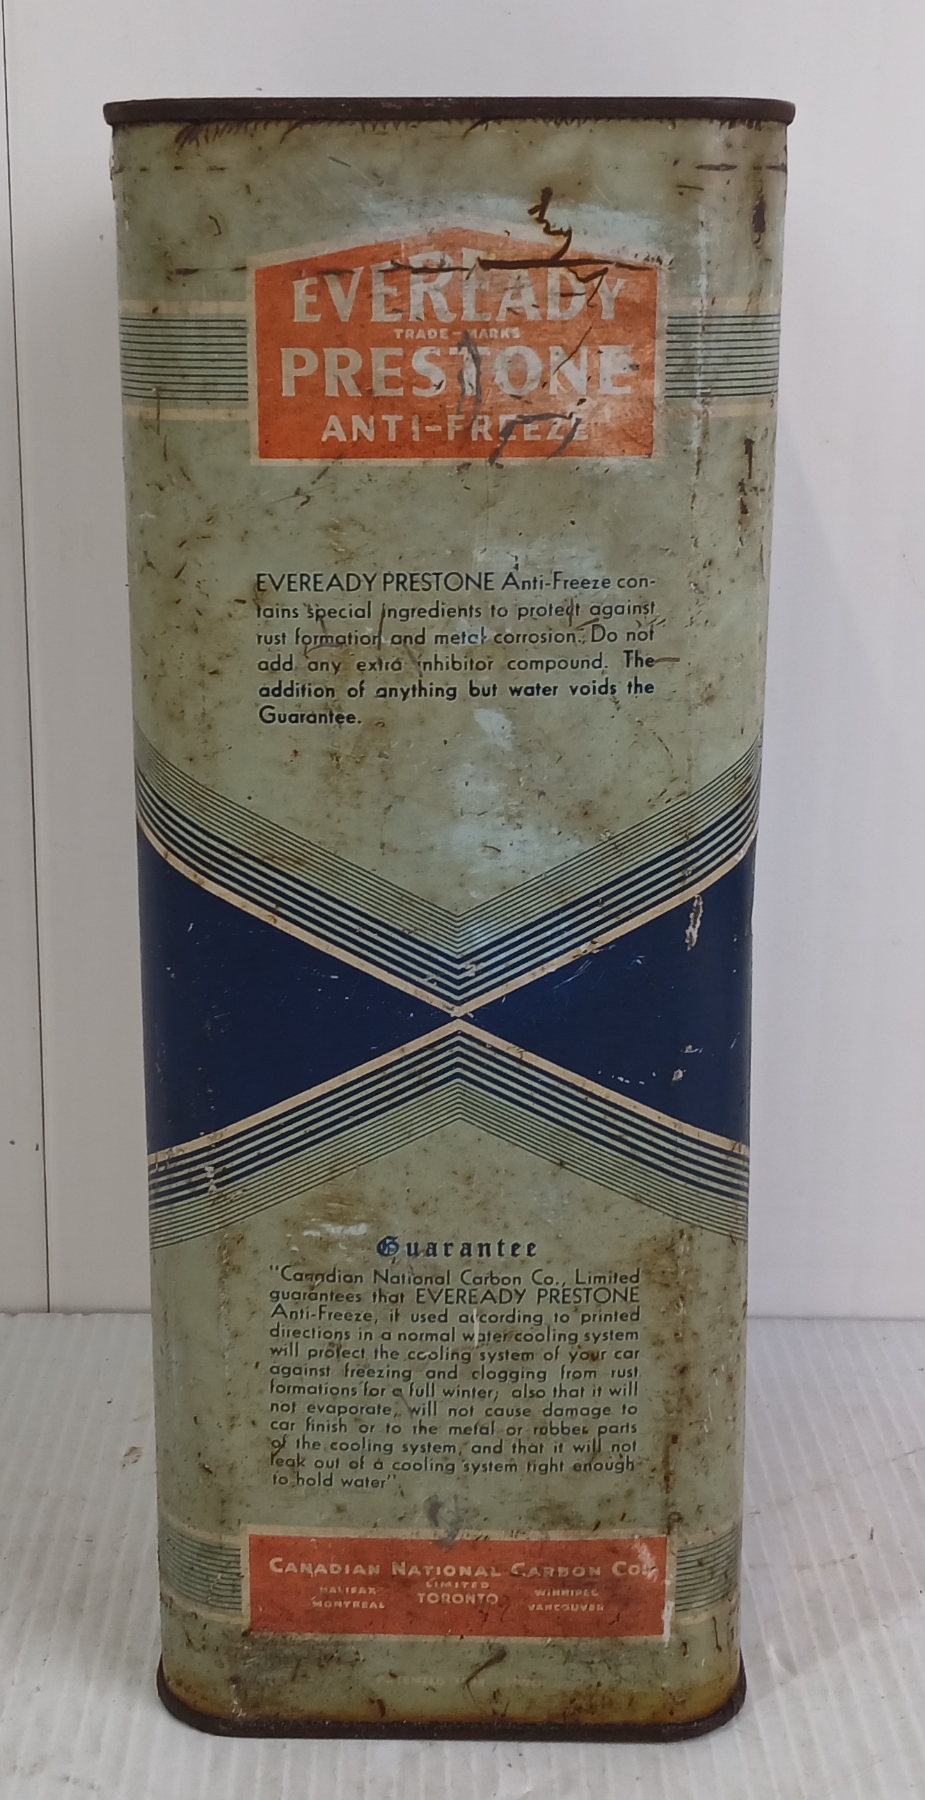 EVEREADY
TRADE-MARKS
PRESTONE
ANTI-FREEZE
EVEREADY PRESTONE Anti-Freeze con-
tains special ingredients to protect against
rust formation and metal corrosion. Do not
add any extra inhibitor compound. The
addition of anything but water voids the
Guarantee.
Guarantee
"Canadian National Carbon Co., Limited
guarantees that EVEREADY PRESTONE
Anti-Freeze, if used according to printed
directions in a normal water cooling system
will protect the cooling system of your car
against freezing and clogging from rust
formations for a full winter; also that it will
not evaporate, will not cause damage to
car finish or to the metal or rubber parts
of the cooling system, and that it will not
leak out of a cooling system tight enough
to hold water"
CANADIAN NATIONAL CARBON CO.,
LIMITED
HALIFAX TORONTO WINNIPEG
MONTREAL VANCOUVER